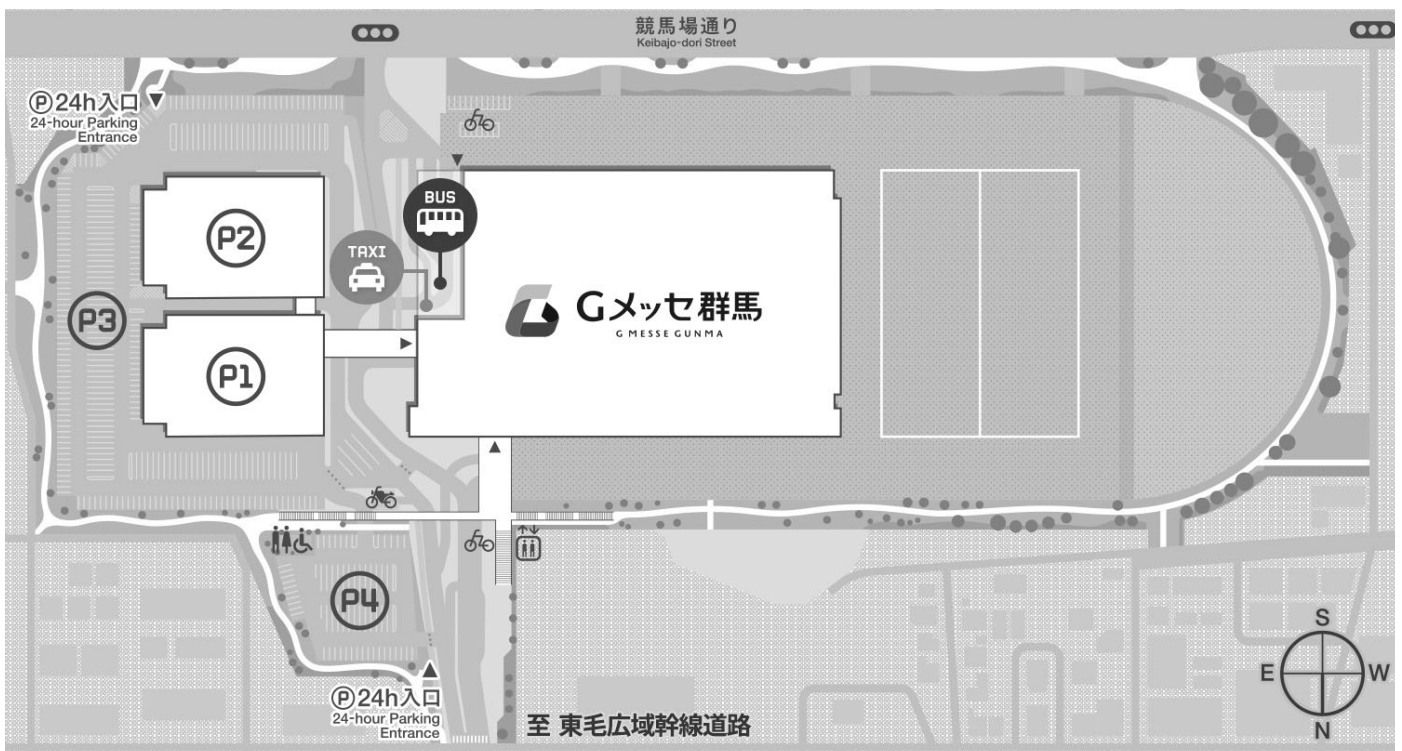 競馬場通り
Keibajo-dori Street
Ⓟ24h入口
24-hour Parking
Entrance
BUS
P2
TAXI
Gメッセ群馬
G MESSE GUNMA
P3
P1
P4
S
E
W
N
Ⓟ24h入口
24-hour Parking
Entrance
至 東毛広域幹線道路